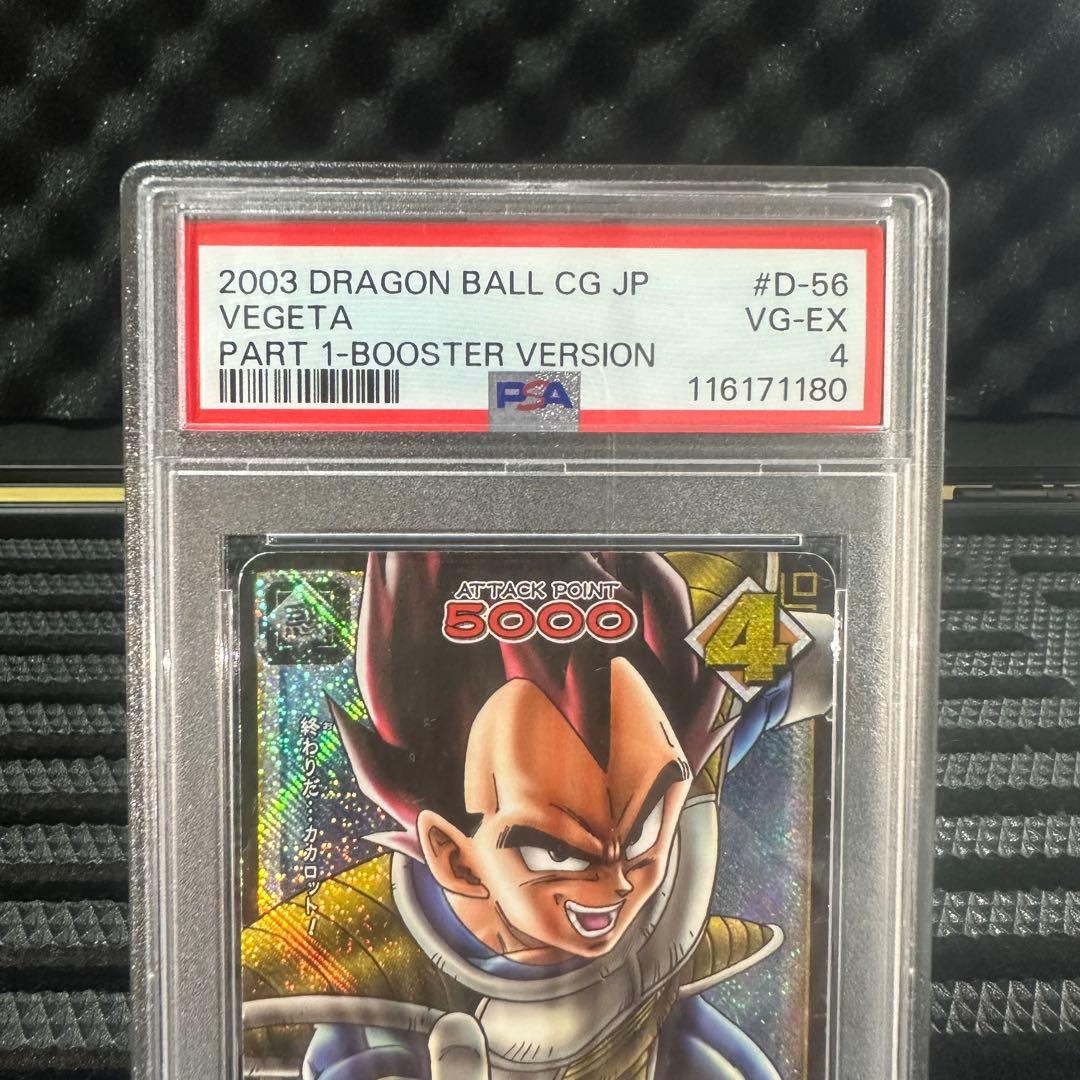 2003 DRAGON BALL CG JP #D-56
VEGETA VG-EX
PART 1-BOOSTER VERSION 4
PSA 116171180
ATTACK POINT
5000
4
終わりだ…カカロットー